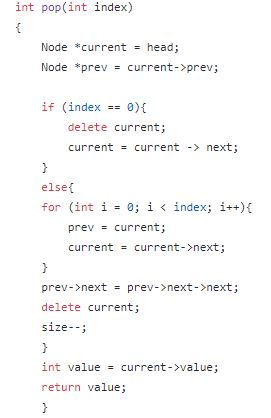 int pop(int index)
{
    Node *current = head;
    Node *prev = current->prev;

    if (index == 0){
        delete current;
        current = current -> next;
    }
    else{
    for (int i = 0; i < index; i++){
        prev = current;
        current = current->next;
    }
    prev->next = prev->next->next;
    delete current;
    size--;
    }
    int value = current->value;
    return value;
    }